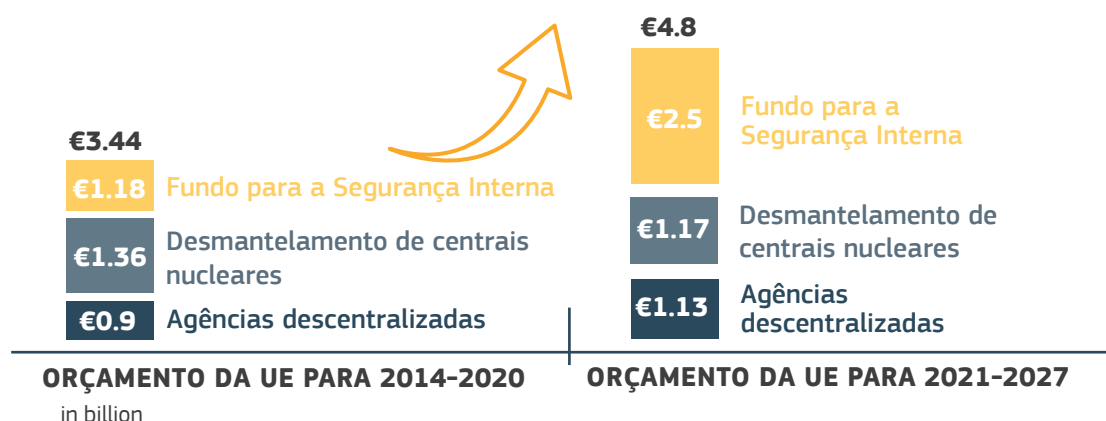 €3.44
€1.18 Fundo para a Segurança Interna
€1.36
Desmantelamento de centrais
nucleares
€0.9 Agências descentralizadas
ORÇAMENTO DA UE PARA 2014-2020
in billion
€4.8
€2.5
Fundo para a
Segurança Interna
€1.17
Desmantelamento de
centrais nucleares
€1.13
Agências
descentralizadas
ORÇAMENTO DA UE PARA 2021-2027